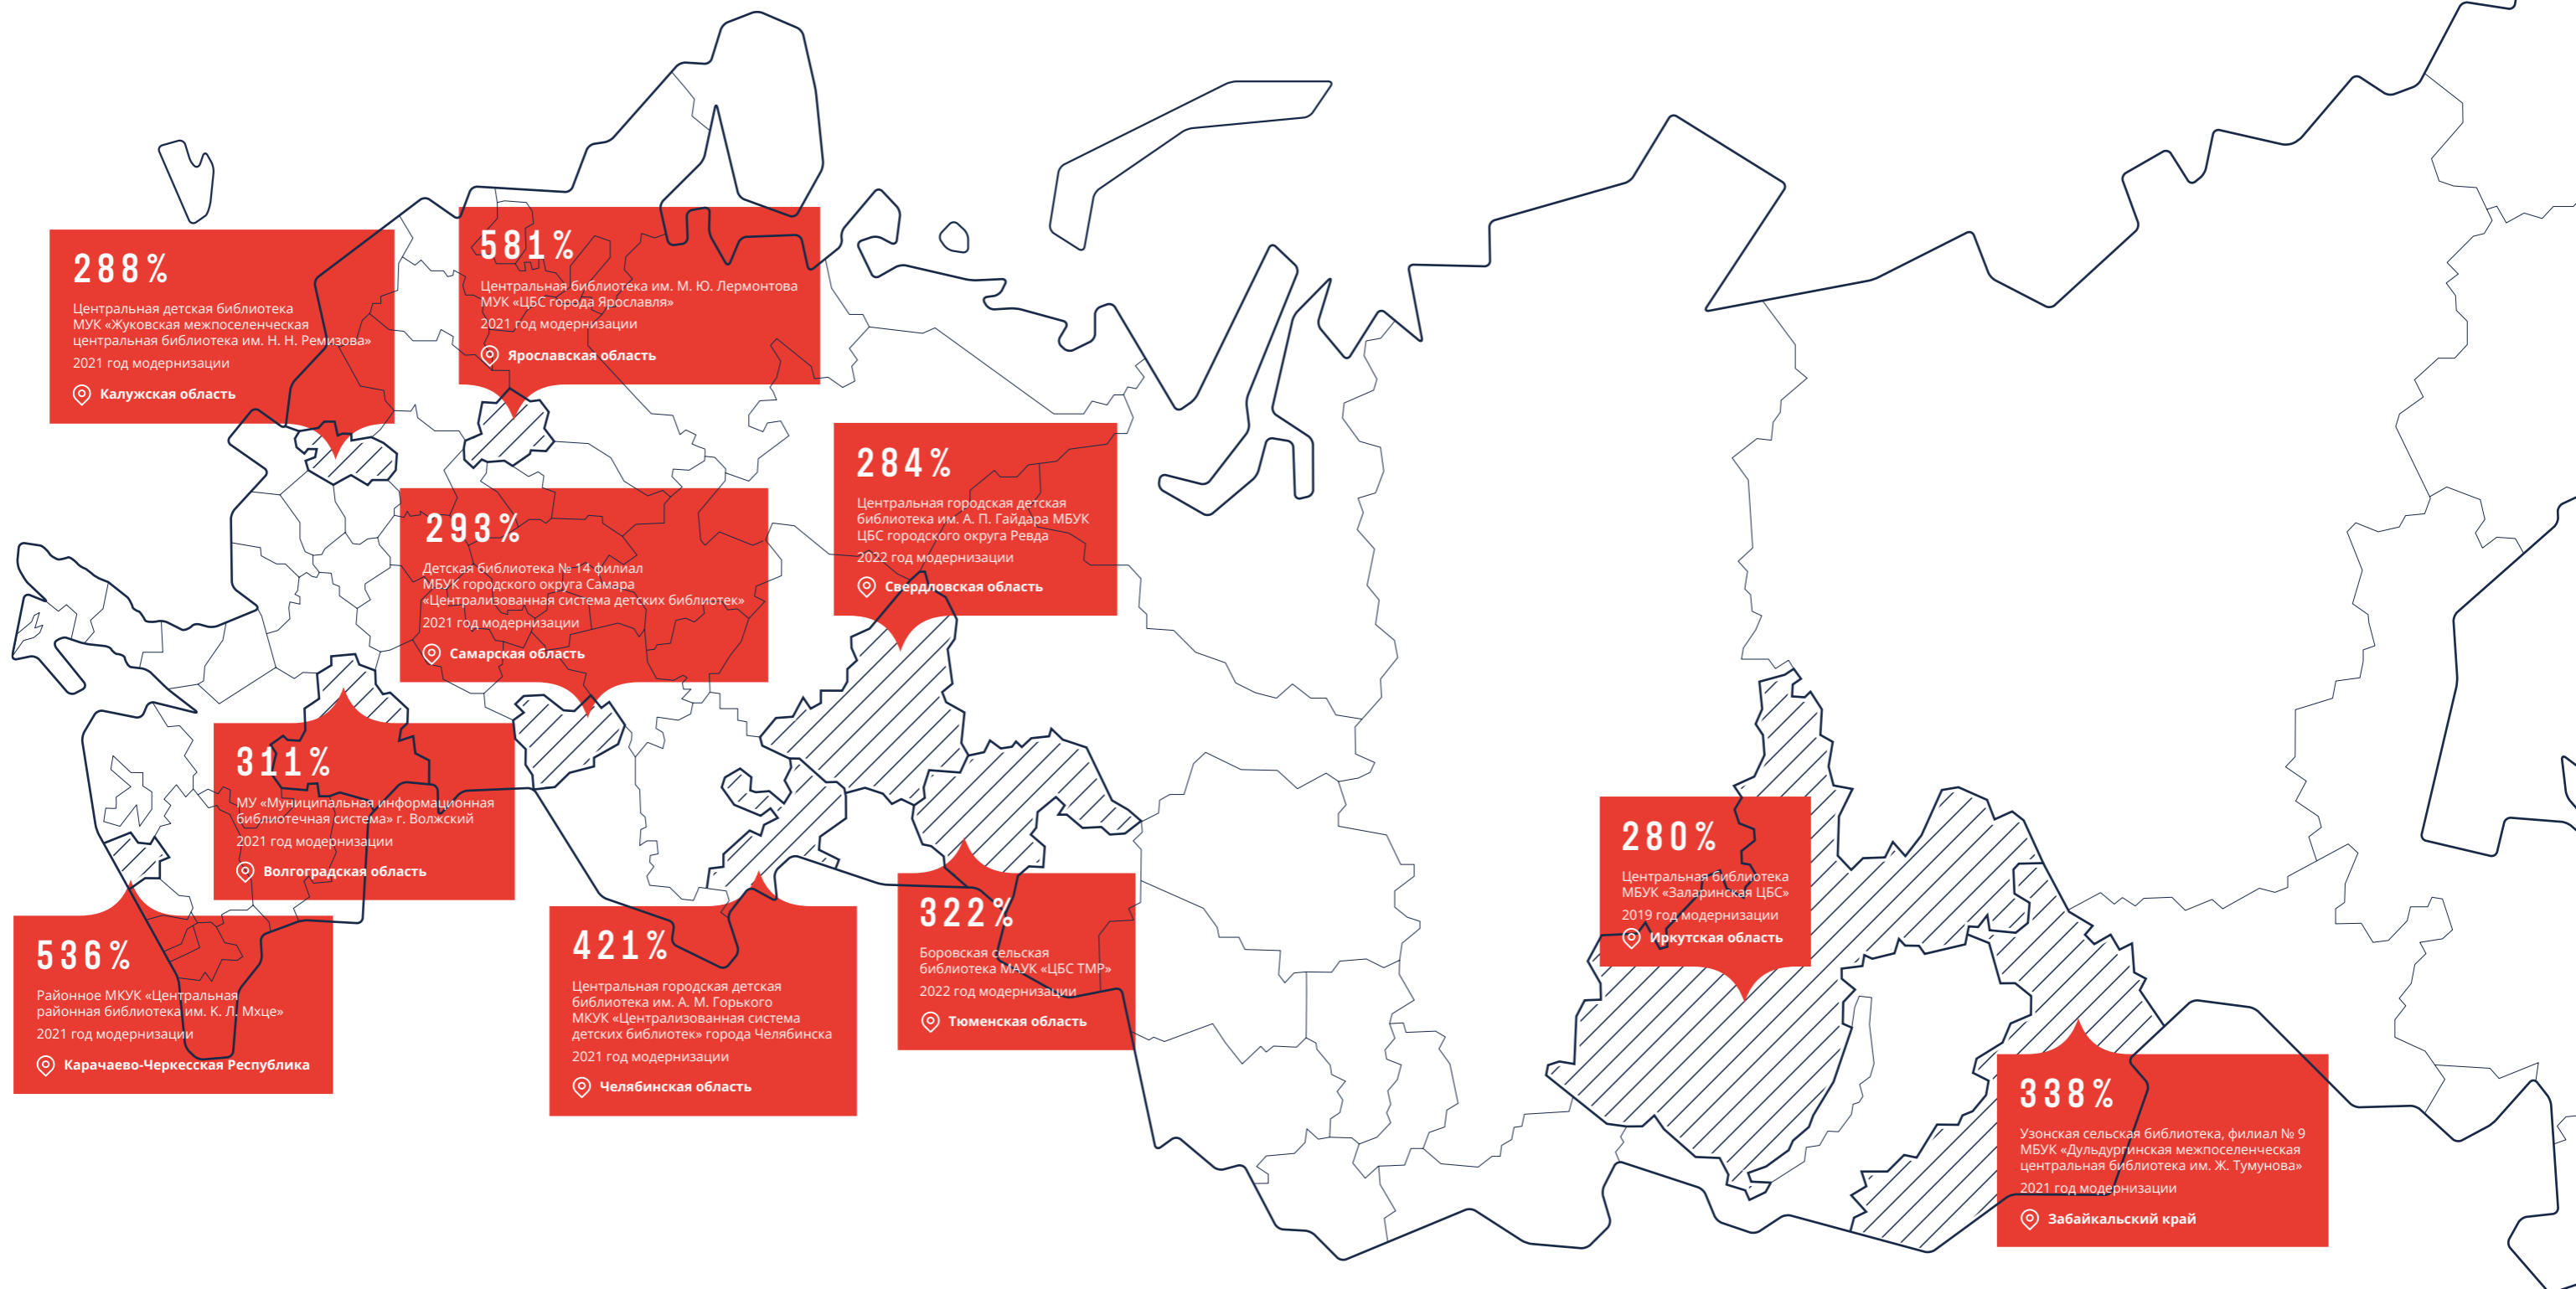 288%
Центральная детская библиотека
МУК «Жуковская межпоселенческая
центральная библиотека им. Н. Н. Ремизова»
2021 год модернизации
Калужская область
581%
Центральная библиотека им. М. Ю. Лермонтова
МУК «ЦБС города Ярославля»
2021 год модернизации
Ярославская область
293%
Детская библиотека № 14 филиал
МБУК городского округа Самара
«Централизованная система детских библиотек»
2021 год модернизации
Самарская область
284%
Центральная городская детская
библиотека им. А. П. Гайдара МБУК
ЦБС городского округа Ревда
2022 год модернизации
Свердловская область
311%
МУ «Муниципальная информационная
библиотечная система» г. Волжский
2021 год модернизации
Волгоградская область
536%
Районное МКУК «Центральная
районная библиотека им. К. Л. Мхце»
2021 год модернизации
Карачаево-Черкесская Республика
421%
Центральная городская детская
библиотека им. А. М. Горького
МКУК «Централизованная система
детских библиотек» города Челябинска
2021 год модернизации
Челябинская область
322%
Боровская сельская
библиотека МАУК «ЦБС ТМР»
2022 год модернизации
Тюменская область
280%
Центральная библиотека
МБУК «Заларинская ЦБС»
2019 год модернизации
Иркутская область
338%
Узонская сельская библиотека, филиал № 9
МБУК «Дульдургинская межпоселенческая
центральная библиотека им. Ж. Тумунова»
2021 год модернизации
Забайкальский край